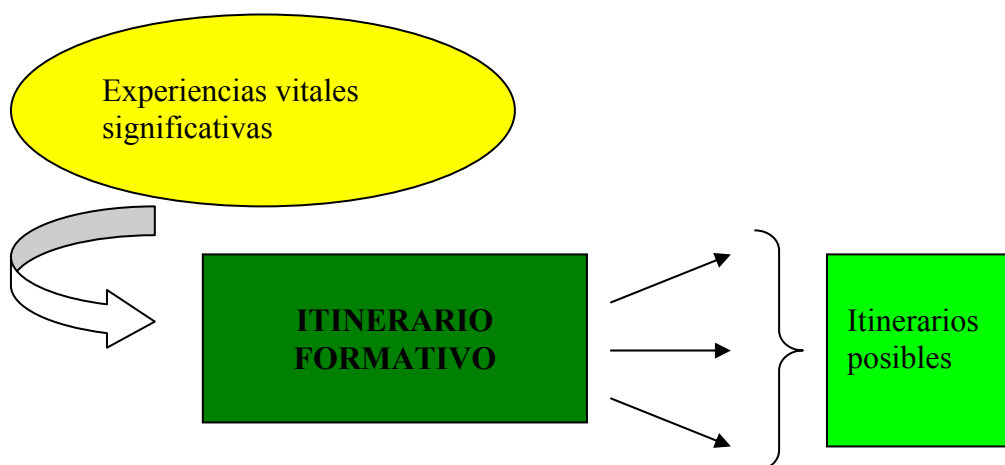 Experiencias vitales
significativas
ITINERARIO
FORMATIVO
Itinerarios
posibles